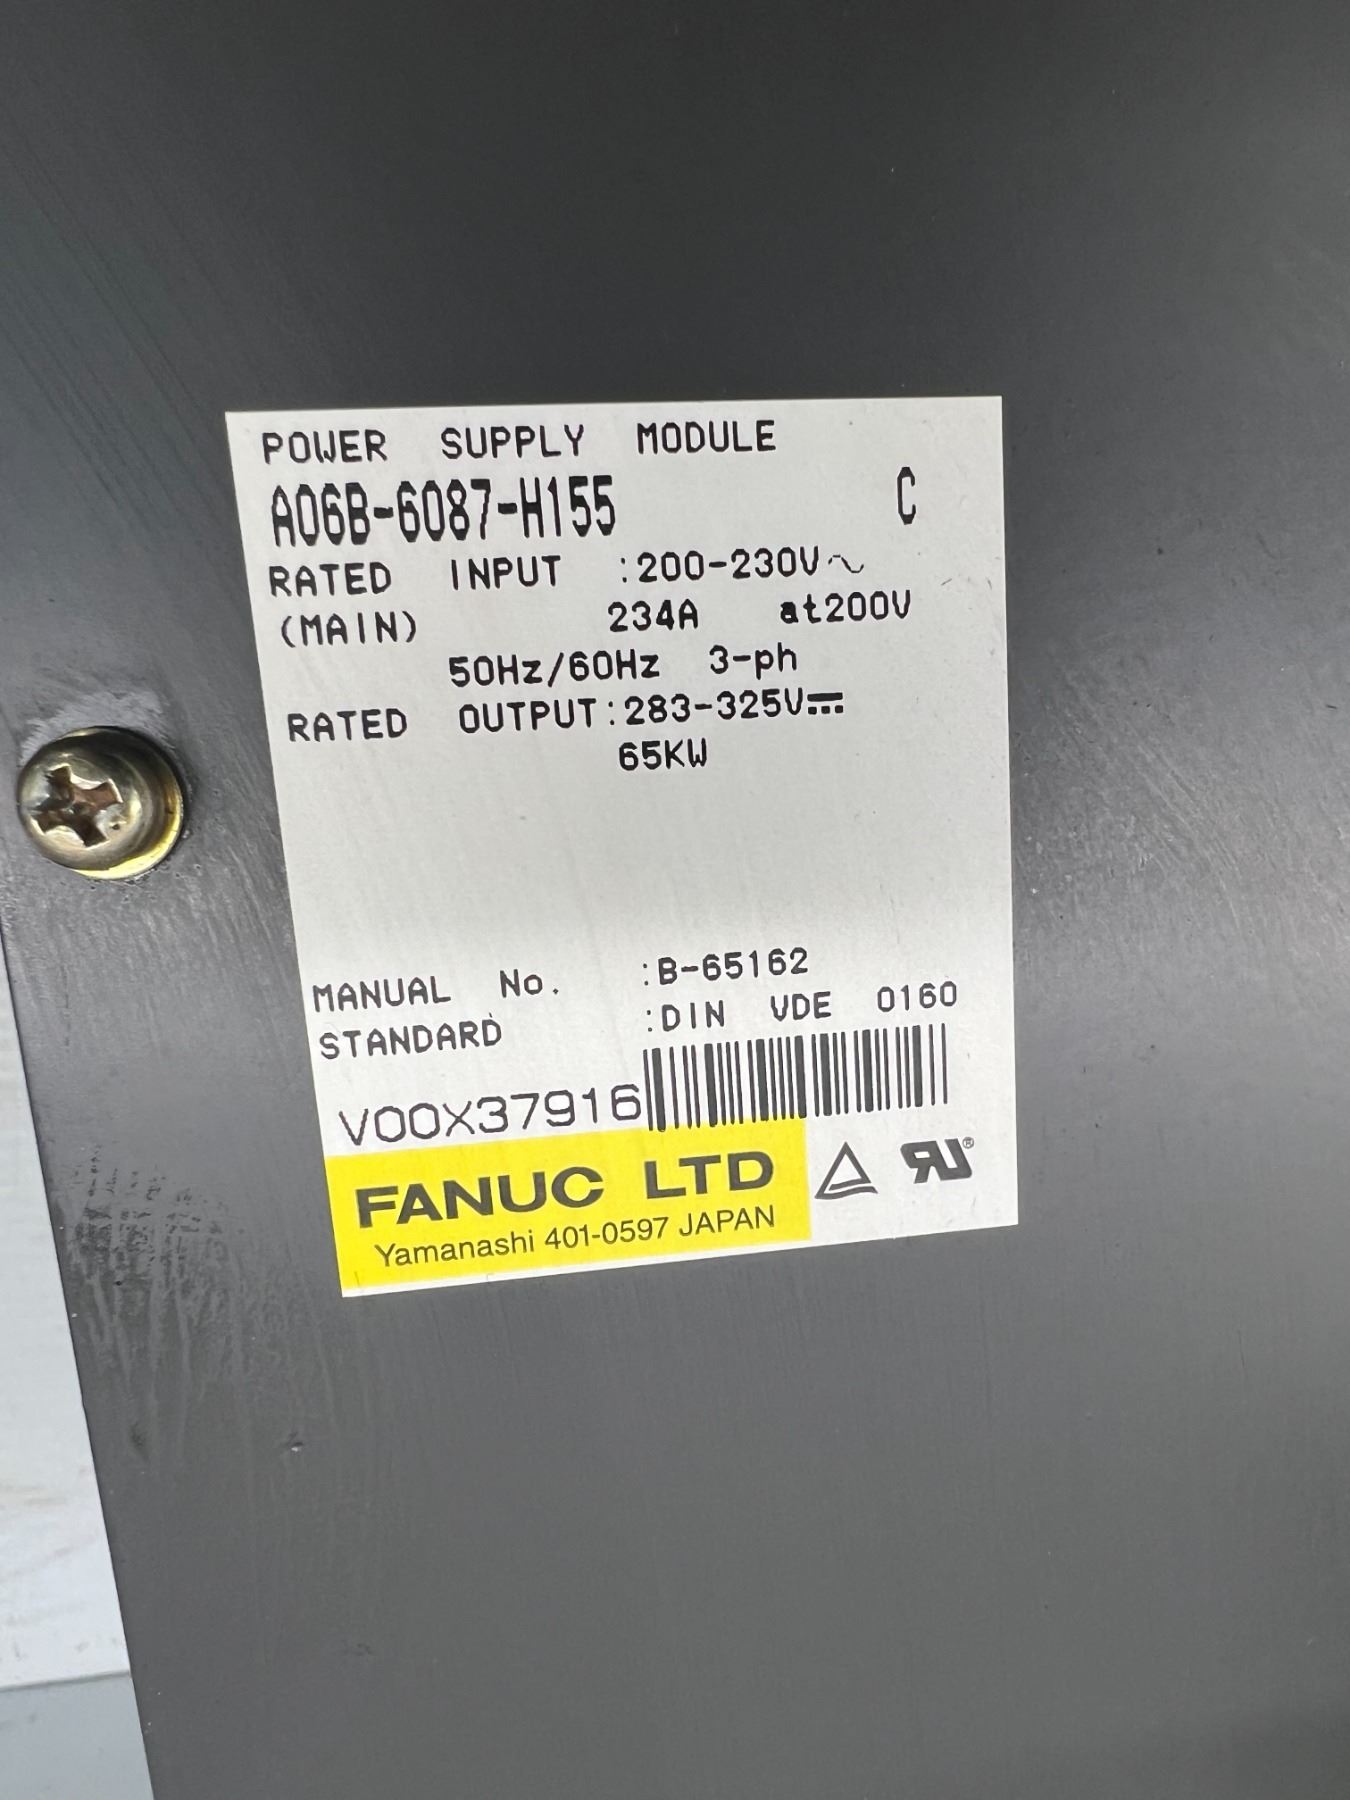 POWER SUPPLY MODULE
A06B-6087-H155 C
RATED INPUT :200-230V~
(MAIN) 234A at200V
50Hz/60Hz 3-ph
RATED OUTPUT:283-325V⎓
65KW
MANUAL No. :B-65162
STANDARD :DIN VDE 0160
V00X37916
FANUC LTD
Yamanashi 401-0597 JAPAN
RU®